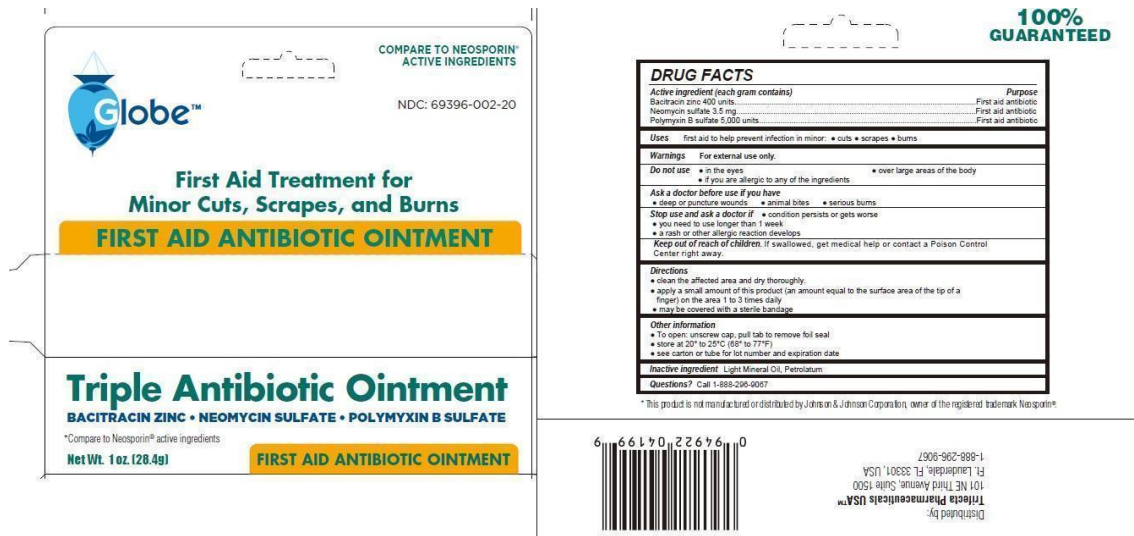 COMPARE TO NEOSPORIN®
ACTIVE INGREDIENTS
Globe™
NDC: 69396-002-20
First Aid Treatment for
Minor Cuts, Scrapes, and Burns
FIRST AID ANTIBIOTIC OINTMENT
Triple Antibiotic Ointment
BACITRACIN ZINC • NEOMYCIN SULFATE • POLYMYXIN B SULFATE
*Compare to Neosporin® active ingredients
Net Wt. 1 oz. (28.4g)
FIRST AID ANTIBIOTIC OINTMENT
100%
GUARANTEED
DRUG FACTS
Active ingredient (each gram contains) Purpose
Bacitracin zinc 400 units First aid antibiotic
Neomycin sulfate 3.5 mg First aid antibiotic
Polymyxin B sulfate 5,000 units First aid antibiotic
Uses first aid to help prevent infection in minor: • cuts • scrapes • burns
Warnings For external use only.
Do not use • in the eyes • over large areas of the body
• if you are allergic to any of the ingredients
Ask a doctor before use if you have
• deep or puncture wounds • animal bites • serious burns
Stop use and ask a doctor if • condition persists or gets worse
• you need to use longer than 1 week
• a rash or other allergic reaction develops
Keep out of reach of children. If swallowed, get medical help or contact a Poison Control
Center right away.
Directions
• clean the affected area and dry thoroughly.
• apply a small amount of this product (an amount equal to the surface area of the tip of a
finger) on the area 1 to 3 times daily
• may be covered with a sterile bandage
Other information
• To open: unscrew cap, pull tab to remove foil seal
• store at 20° to 25°C (68° to 77°F)
• see carton or tube for lot number and expiration date
Inactive ingredient Light Mineral Oil, Petrolatum
Questions? Call 1-888-296-9067
* This product is not manufactured or distributed by Johnson & Johnson Corporation, owner of the registered trademark Neosporin®.
Distributed by:
Trifecta Pharmaceuticals USA™
101 NE Third Avenue, Suite 1500
Ft. Lauderdale, FL 33301, USA
1-888-296-9067
0 94922 04199 9